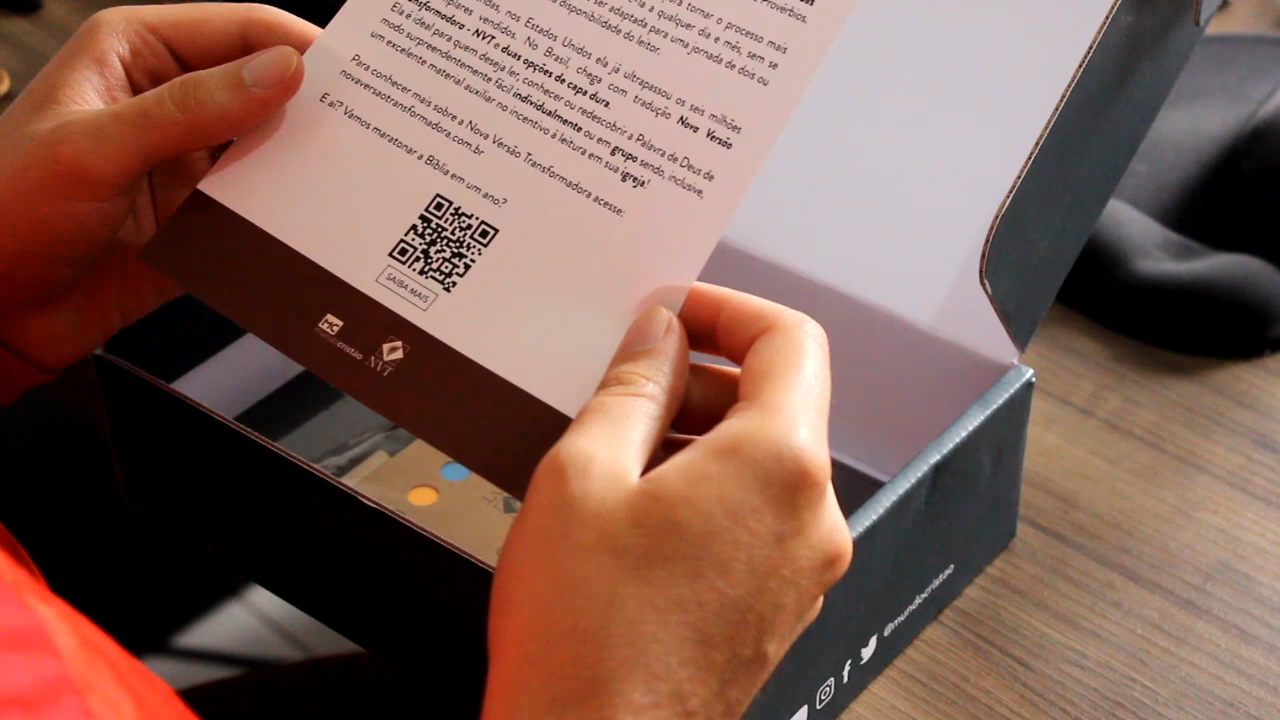 Provérbios.
para tornar o processo mais
a qualquer dia e mês, sem se
ser adaptada para uma jornada de dois ou
disponibilidade do leitor.
nos Estados Unidos ela já ultrapassou os seis milhões
vendidos. No Brasil, chega com tradução Nova Versão
- NVT e duas opções de capa dura.
Ela é ideal para quem deseja ler, conhecer ou redescobrir a Palavra de Deus de
modo surpreendentemente fácil individualmente ou em grupo sendo, inclusive,
um excelente material auxiliar no incentivo à leitura em sua igreja!
Para conhecer mais sobre a Nova Versão Transformadora acesse:
novaversaotransformadora.com.br
E aí? Vamos maratonar a Bíblia em um ano?
SAIBA MAIS
MC
cristão
NVT
@mundocristao